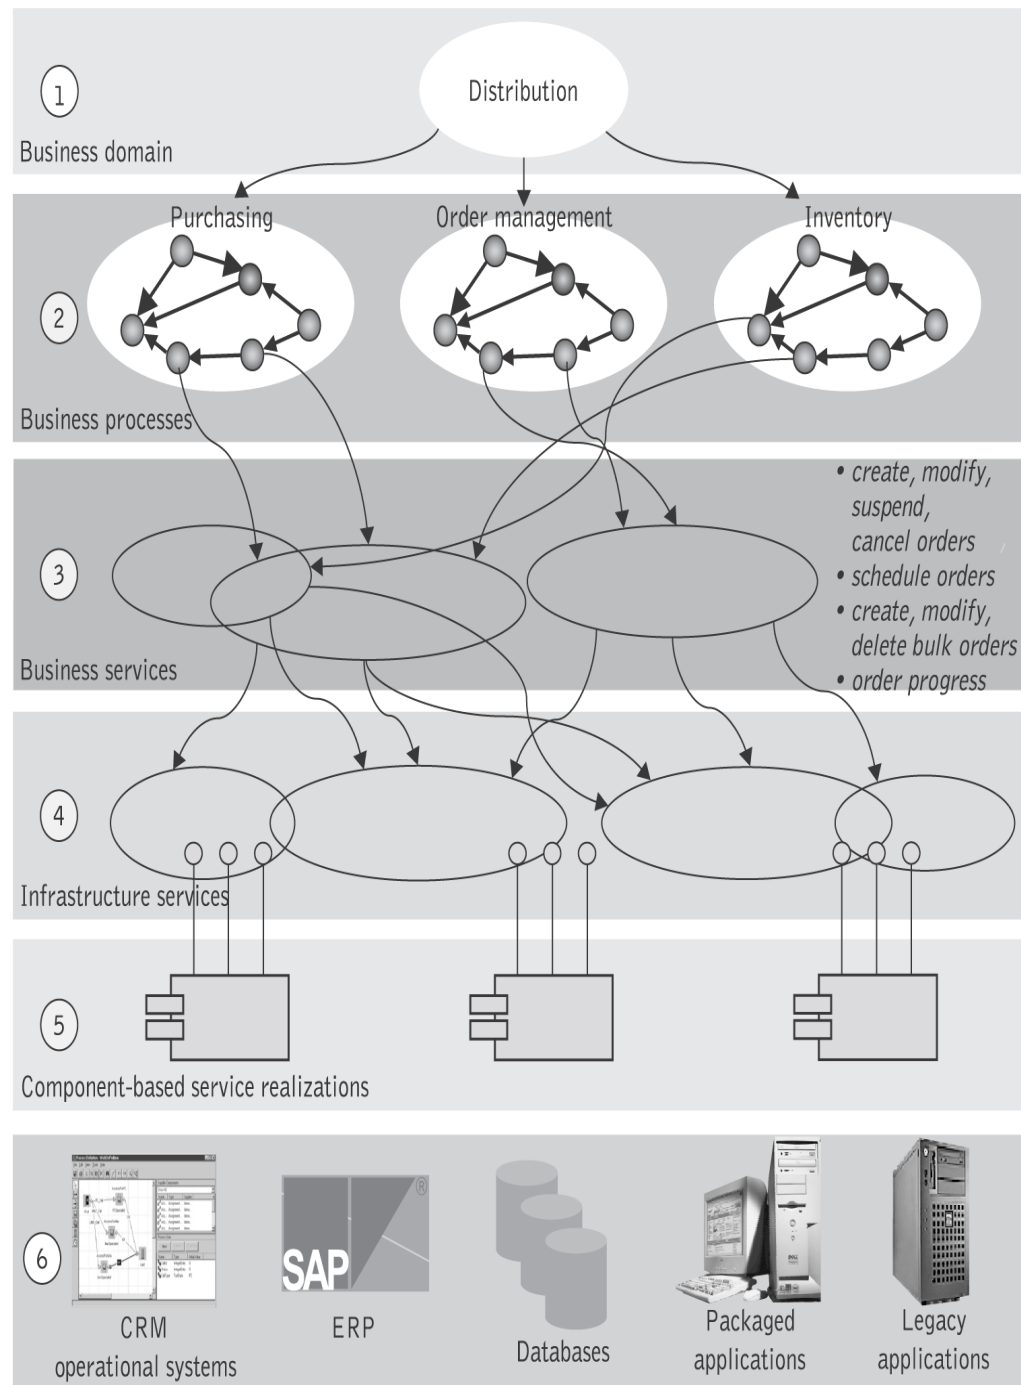 Distribution
1
Business domain
Purchasing
Order management
Inventory
2
Business processes
• create, modify,
suspend,
cancel orders
• schedule orders
• create, modify,
delete bulk orders
• order progress
3
Business services
4
Infrastructure services
5
Component-based service realizations
6
SAP
®
CRM
operational systems
ERP
Databases
Packaged
applications
Legacy
applications